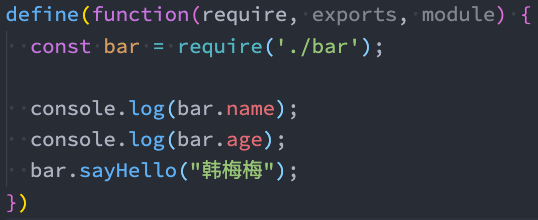 define(function(require, exports, module) {
  const bar = require('./bar');

  console.log(bar.name);
  console.log(bar.age);
  bar.sayHello("韩梅梅");
})